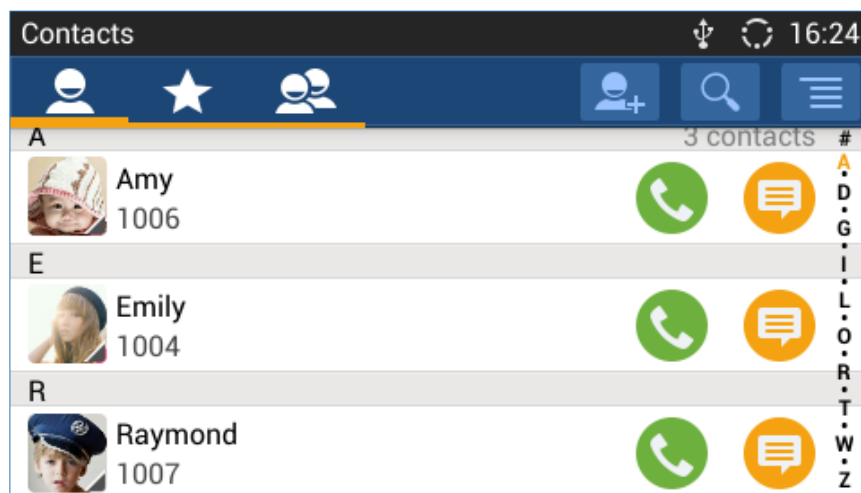 Contacts 16:24
A 3 contacts
Amy
1006
E
Emily
1004
R
Raymond
1007
#
A
D
G
I
L
O
R
T
W
Z